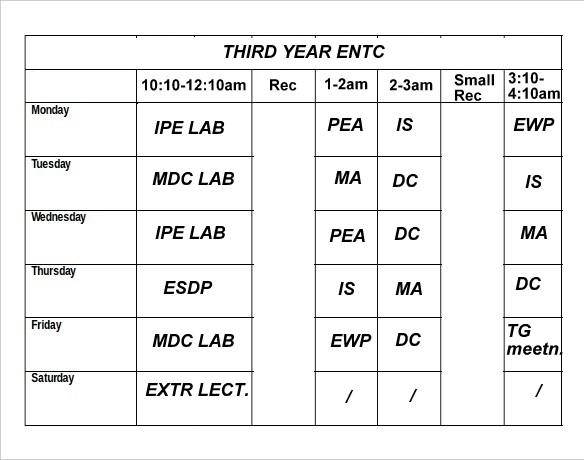 THIRD YEAR ENTC
10:10-12:10am Rec 1-2am 2-3am Small Rec 3:10-4:10am
Monday IPE LAB PEA IS EWP
Tuesday MDC LAB MA DC IS
Wednesday IPE LAB PEA DC MA
Thursday ESDP IS MA DC
Friday MDC LAB EWP DC TG meetn.
Saturday EXTR LECT. / / /